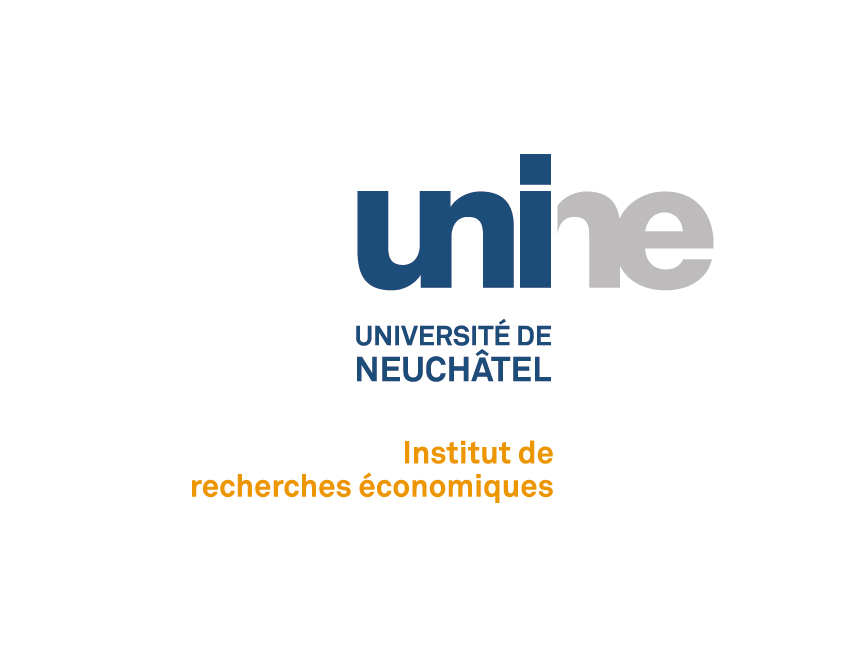 unine
UNIVERSITÉ DE
NEUCHÂTEL
Institut de
recherches économiques